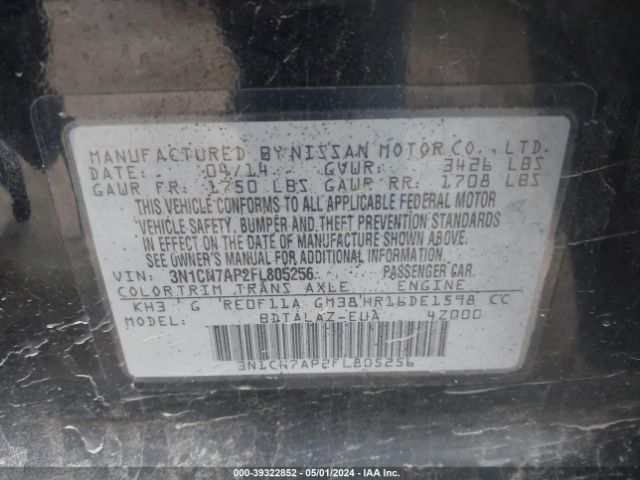 MANUFACTURED BY NISSAN MOTOR CO., LTD.
DATE: 04/14 GVWR: 3426 LBS
GAWR FR: 1750 LBS GAWR RR: 1708 LBS
THIS VEHICLE CONFORMS TO ALL APPLICABLE FEDERAL MOTOR
VEHICLE SAFETY, BUMPER AND THEFT PREVENTION STANDARDS
IN EFFECT ON THE DATE OF MANUFACTURE SHOWN ABOVE.
SEE OWNER'S MANUAL FOR ADDITIONAL INFORMATION.
VIN: 3N1CN7AP2FL805256 PASSENGER CAR
COLOR TRIM TRANS AXLE ENGINE
KH3 G RE0F11A GM38 HR16DE1598 CC
MODEL: BDTALAZ-EUA 4Z000
3N1CN7AP2FL805256
000-39322852 - 05/01/2024 - IAA Inc.